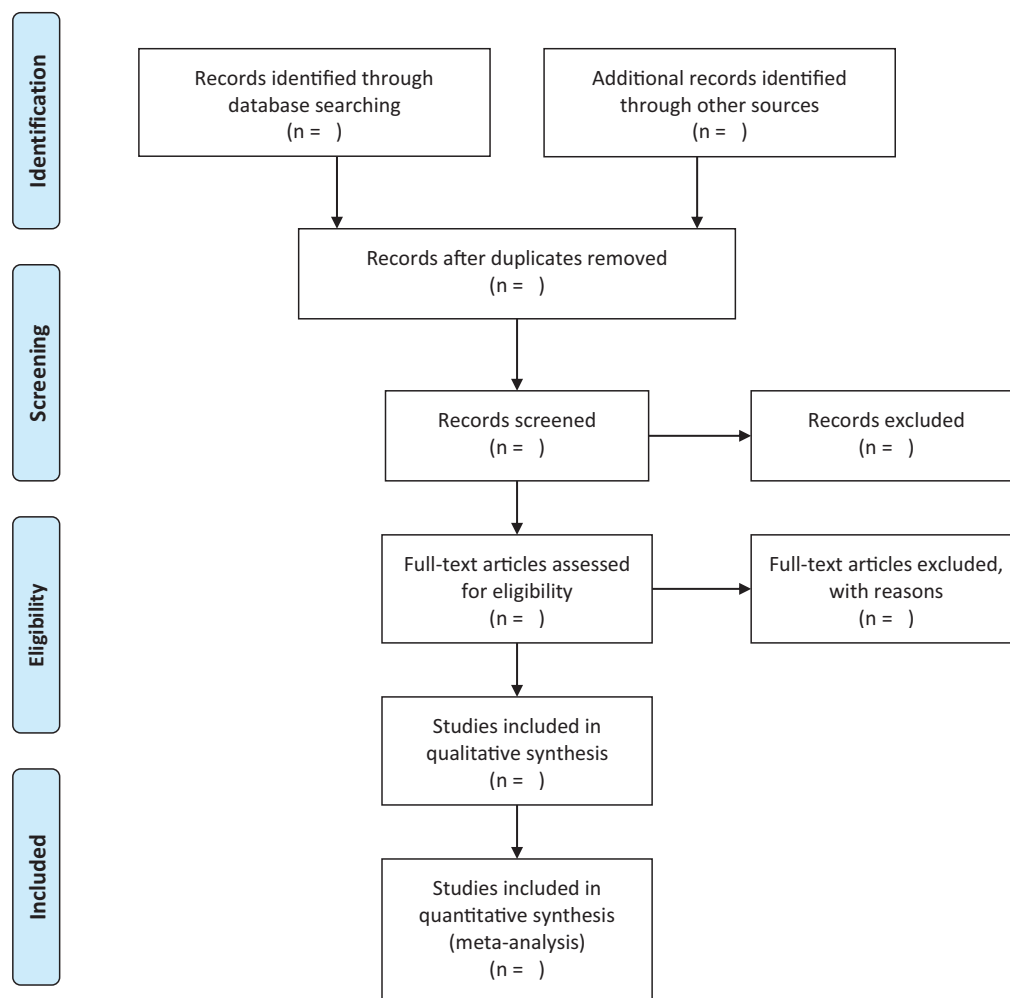 Identification
Records identified through
database searching
(n =   )
Additional records identified
through other sources
(n =   )
Records after duplicates removed
(n =   )
Screening
Records screened
(n =   )
Records excluded
(n =   )
Eligibility
Full-text articles assessed
for eligibility
(n =   )
Full-text articles excluded,
with reasons
(n =   )
Studies included in
qualitative synthesis
(n =   )
Included
Studies included in
quantitative synthesis
(meta-analysis)
(n =   )